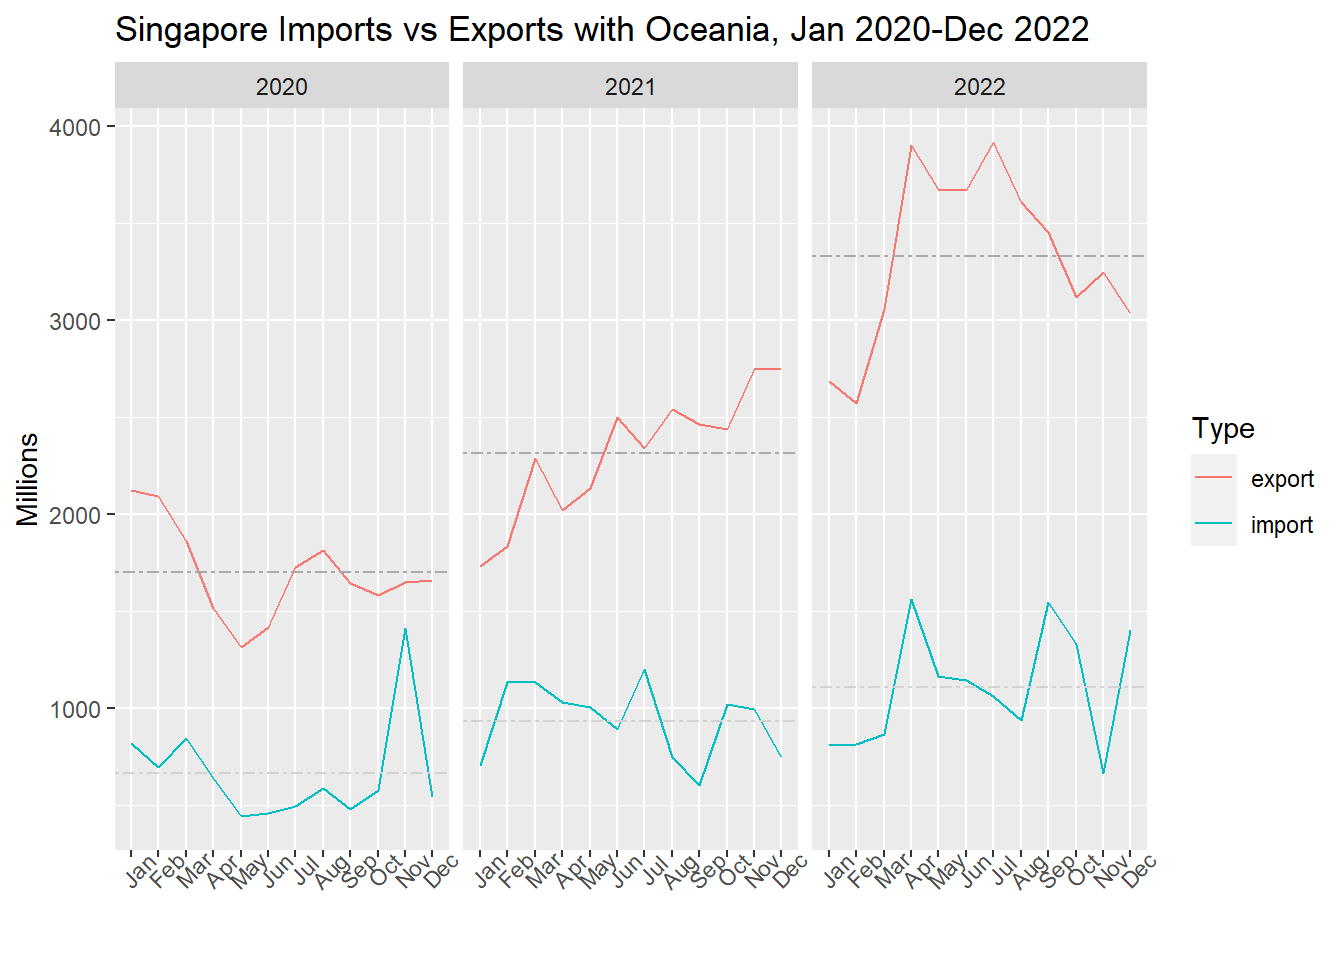 Singapore Imports vs Exports with Oceania, Jan 2020-Dec 2022
2020 2021 2022
4000
3000
2000
1000
Millions
Jan Feb Mar Apr May Jun Jul Aug Sep Oct Nov Dec Jan Feb Mar Apr May Jun Jul Aug Sep Oct Nov Dec Jan Feb Mar Apr May Jun Jul Aug Sep Oct Nov Dec
Type
export
import